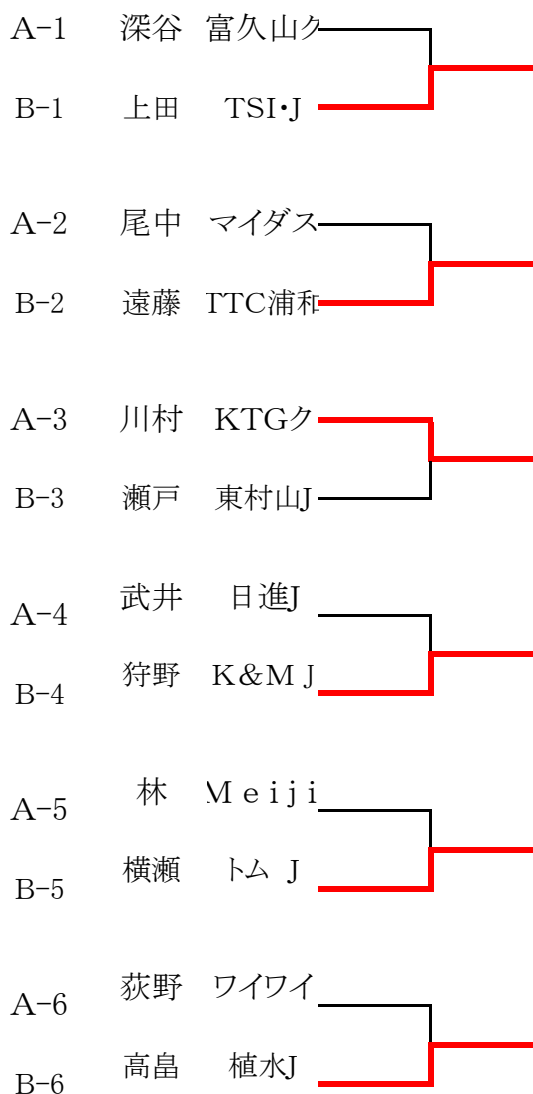 A-1 深谷 富久山ク
B-1 上田 TSI・J
A-2 尾中 マイダス
B-2 遠藤 TTC浦和
A-3 川村 KTGク
B-3 瀬戸 東村山J
A-4 武井 日進J
B-4 狩野 K&M J
A-5 林 Meiji
B-5 横瀬 トム J
A-6 荻野 ワイワイ
B-6 高畠 植水J